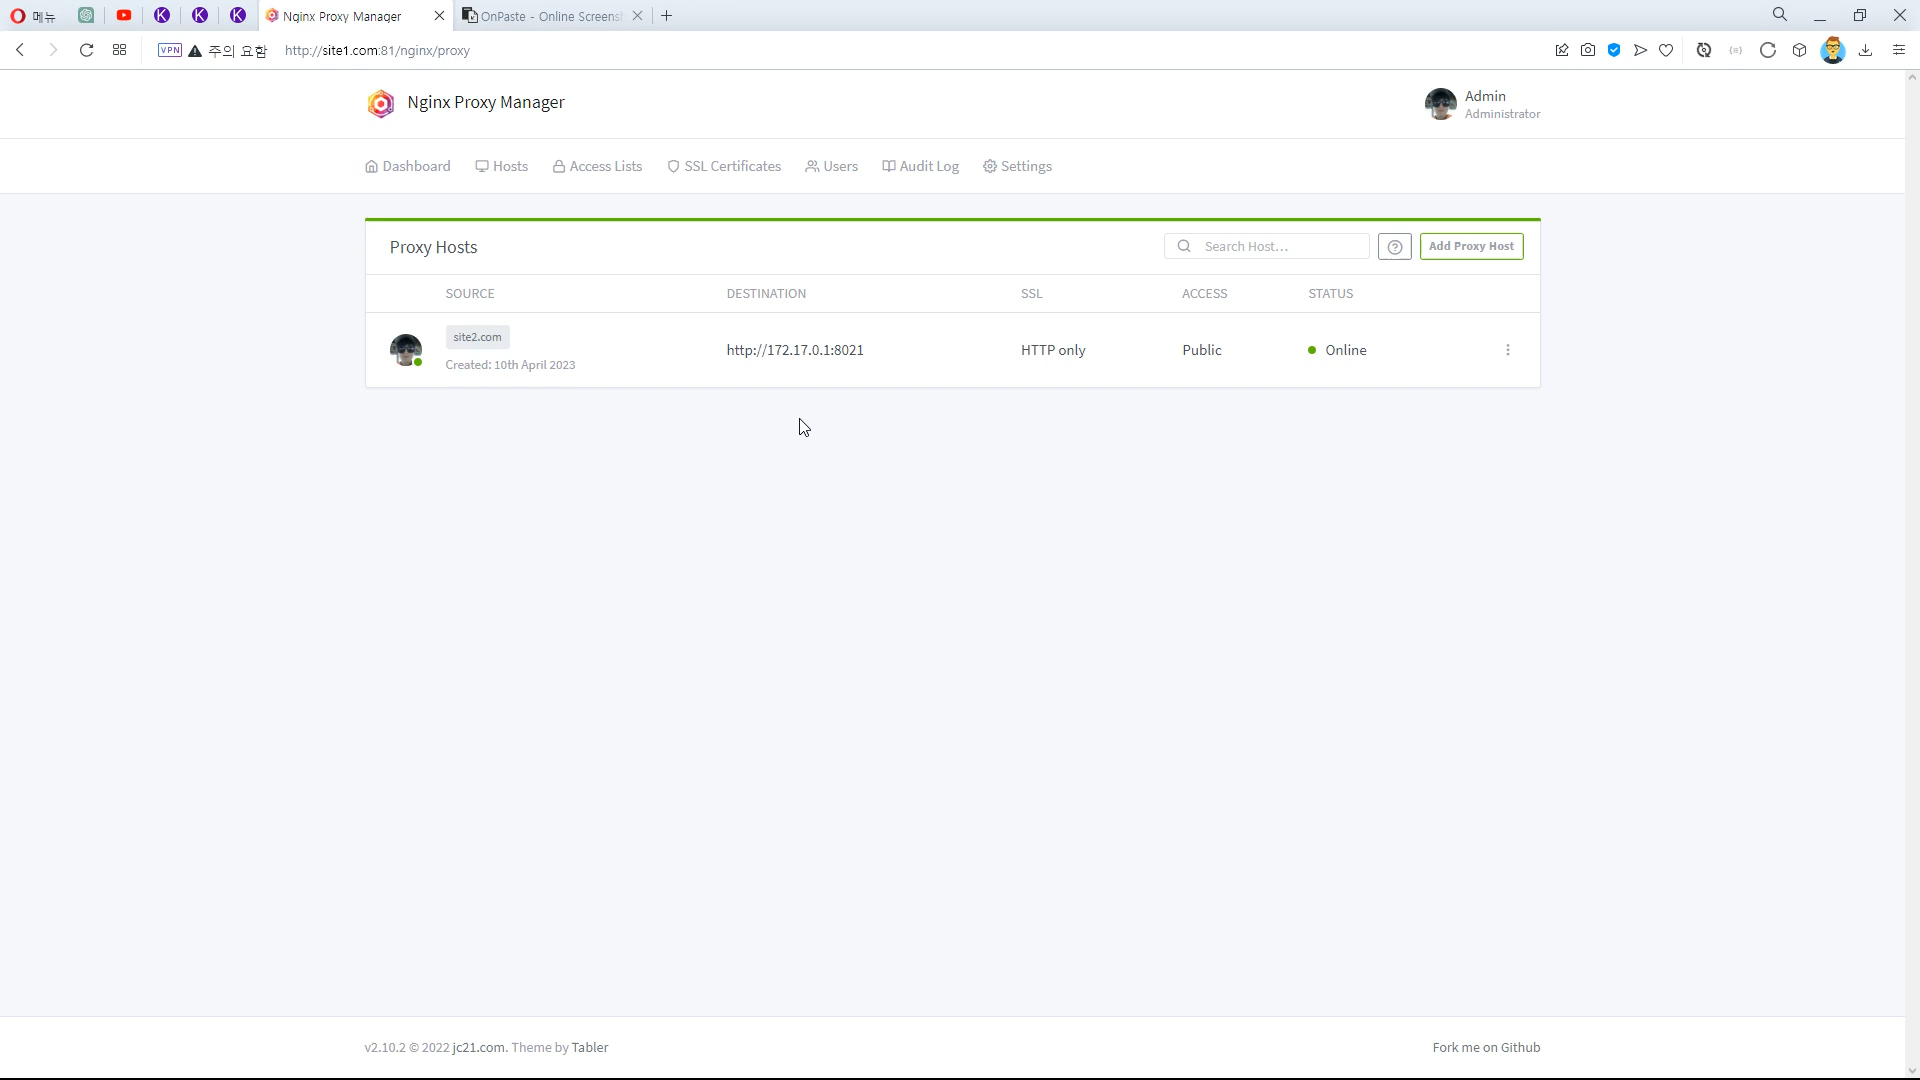 메뉴
Nginx Proxy Manager
OnPaste - Online Screensh
VPN
주의 요함
http://site1.com:81/nginx/proxy
Nginx Proxy Manager
Admin
Administrator
Dashboard
Hosts
Access Lists
SSL Certificates
Users
Audit Log
Settings
Proxy Hosts
Search Host...
Add Proxy Host
SOURCE
DESTINATION
SSL
ACCESS
STATUS
site2.com
Created: 10th April 2023
http://172.17.0.1:8021
HTTP only
Public
Online
v2.10.2 © 2022 jc21.com. Theme by Tabler
Fork me on Github